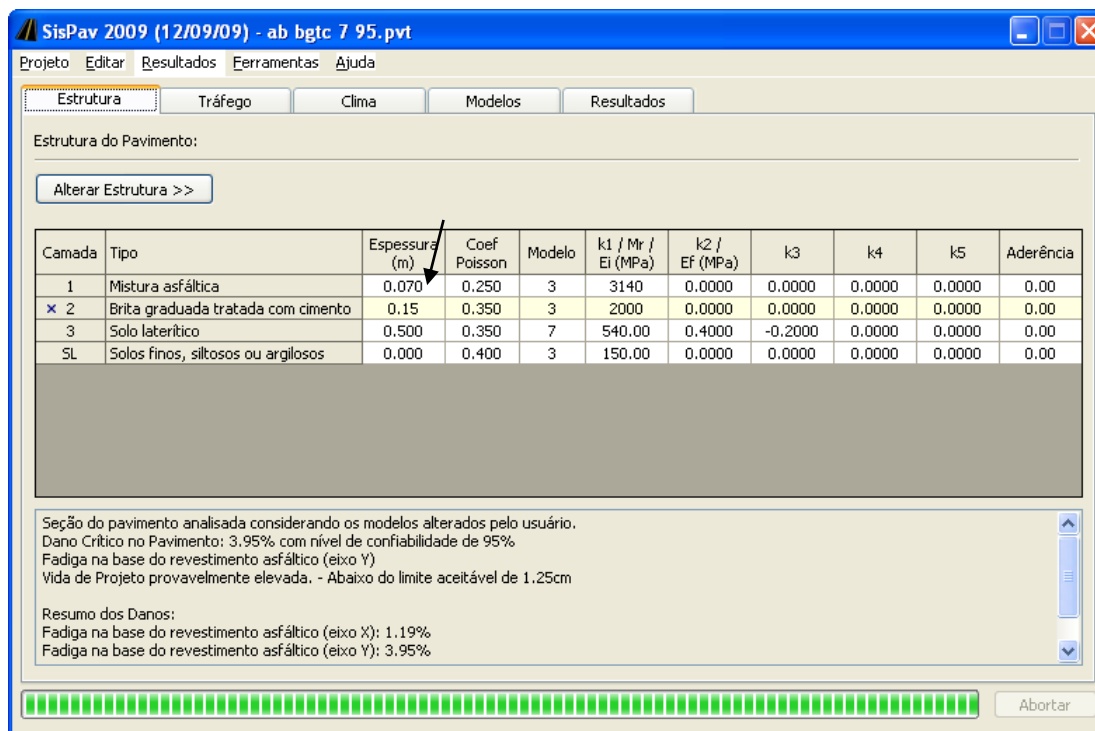 SisPav 2009 (12/09/09) - ab bgtc 7 95.pvt
Projeto Editar Resultados Ferramentas Ajuda
Estrutura Tráfego Clima Modelos Resultados
Estrutura do Pavimento:
Alterar Estrutura >>
Camada Tipo Espessura (m) Coef Poisson Modelo k1 / Mr / Ei (MPa) k2 / Ef (MPa) k3 k4 k5 Aderência
1 Mistura asfáltica 0.070 0.250 3 3140 0.0000 0.0000 0.0000 0.0000 0.00
× 2 Brita graduada tratada com cimento 0.15 0.350 3 2000 0.0000 0.0000 0.0000 0.0000 0.00
3 Solo laterítico 0.500 0.350 7 540.00 0.4000 -0.2000 0.0000 0.0000 0.00
SL Solos finos, siltosos ou argilosos 0.000 0.400 3 150.00 0.0000 0.0000 0.0000 0.0000 0.00
Seção do pavimento analisada considerando os modelos alterados pelo usuário.
Dano Crítico no Pavimento: 3.95% com nível de confiabilidade de 95%
Fadiga na base do revestimento asfáltico (eixo Y)
Vida de Projeto provavelmente elevada. - Abaixo do limite aceitável de 1.25cm
Resumo dos Danos:
Fadiga na base do revestimento asfáltico (eixo X): 1.19%
Fadiga na base do revestimento asfáltico (eixo Y): 3.95%
Abortar